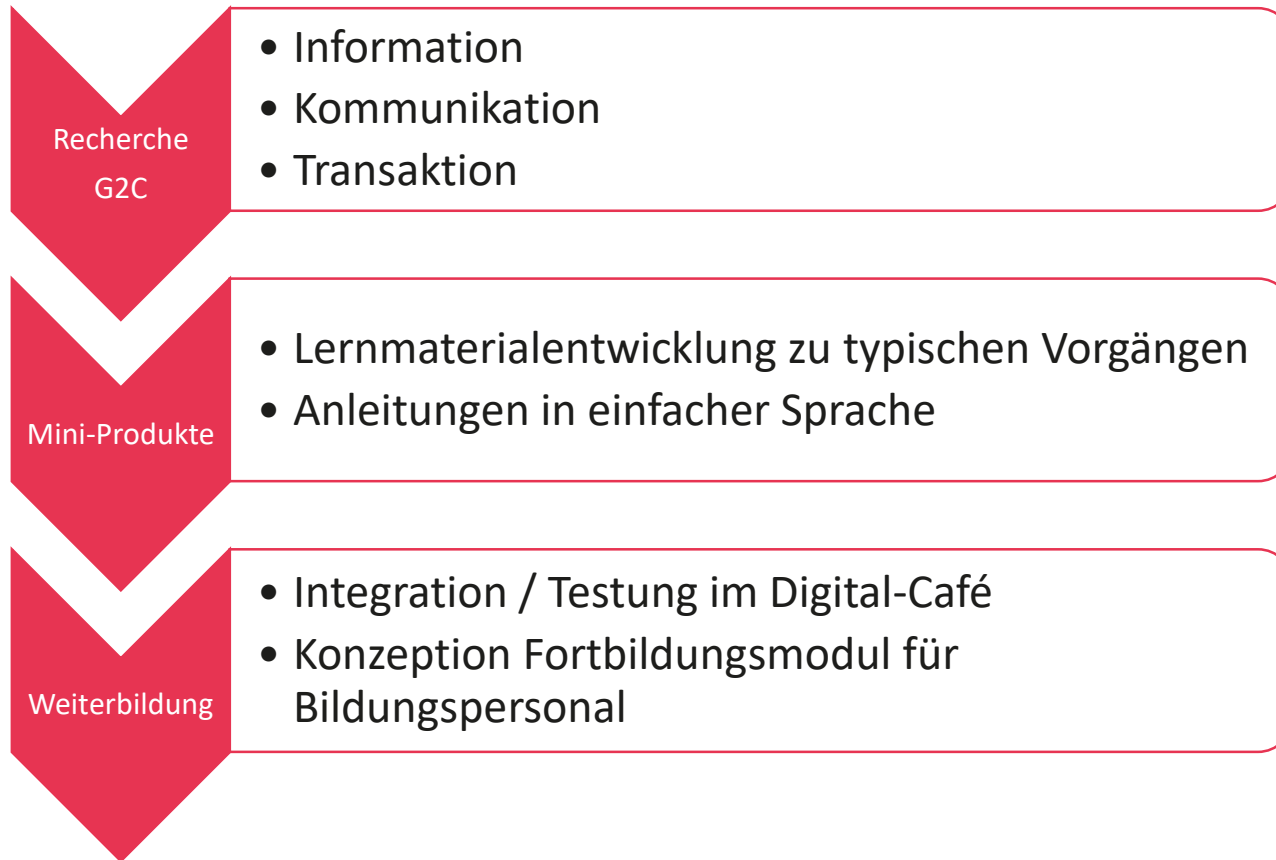 Recherche
G2C
• Information
• Kommunikation
• Transaktion
Mini-Produkte
• Lernmaterialentwicklung zu typischen Vorgängen
• Anleitungen in einfacher Sprache
Weiterbildung
• Integration / Testung im Digital-Café
• Konzeption Fortbildungsmodul für
Bildungspersonal